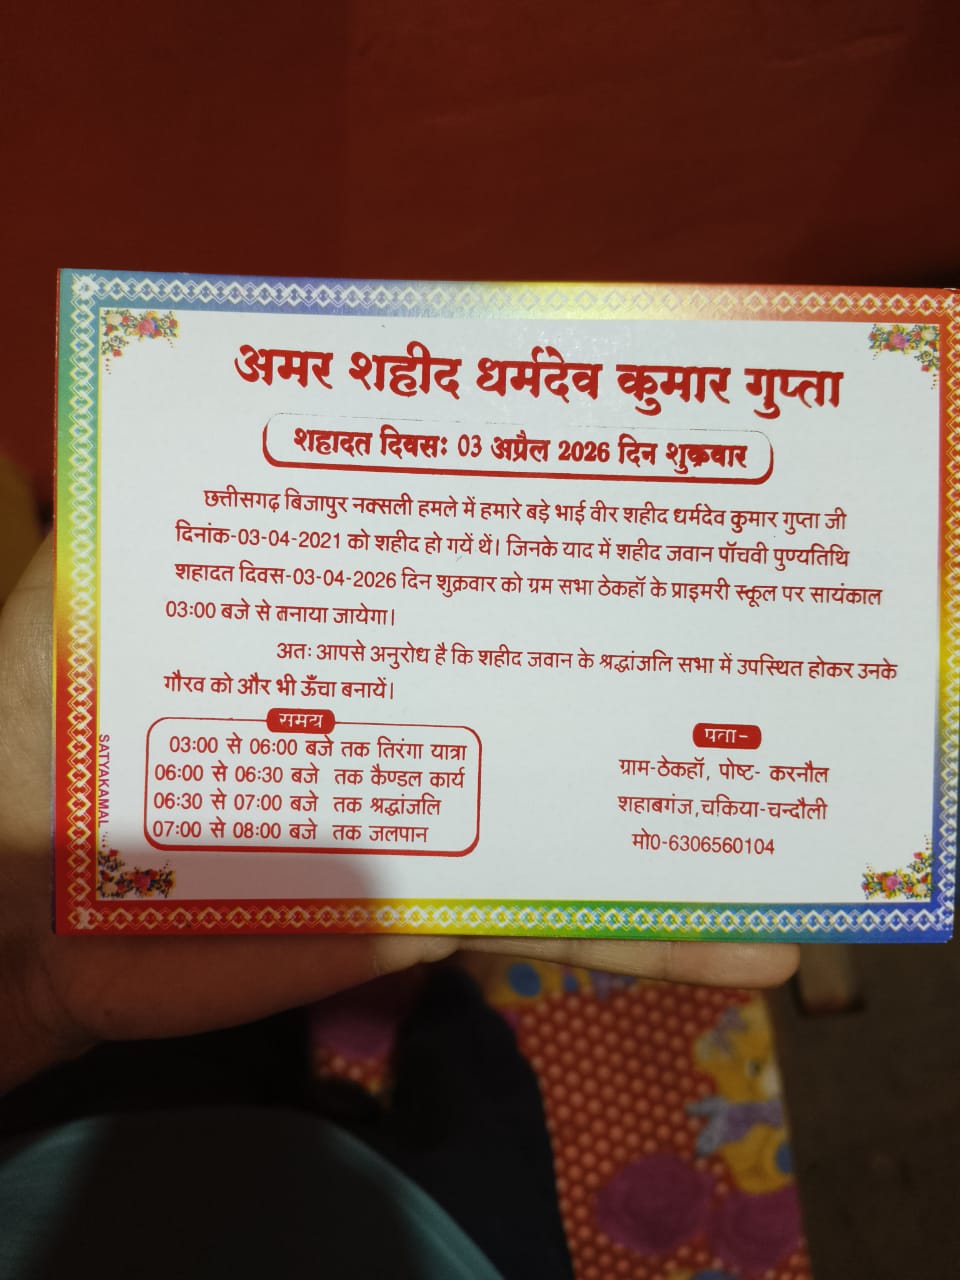 अमर शहीद धर्मदेव कुमार गुप्ता
शहादत दिवसः 03 अप्रैल 2026 दिन शुक्रवार
छत्तीसगढ़ बिजापुर नक्सली हमले में हमारे बड़े भाई वीर शहीद धर्मदेव कुमार गुप्ता जी
दिनांक-03-04-2021 को शहीद हो गयें थें। जिनके याद में शहीद जवान पॉचवी पुण्यतिथि
शहादत दिवस-03-04-2026 दिन शुक्रवार को ग्रम सभा ठेकहॉ के प्राइमरी स्कूल पर सायंकाल
03:00 बजे से तनाया जायेगा।
अतः आपसे अनुरोध है कि शहीद जवान के श्रद्धांजलि सभा में उपस्थित होकर उनके
गौरव को और भी ऊँचा बनायें।
समय
03:00 से 06:00 बजे तक तिरंगा यात्रा
06:00 से 06:30 बजे तक कैण्डल कार्य
06:30 से 07:00 बजे तक श्रद्धांजलि
07:00 से 08:00 बजे तक जलपान
पता-
ग्राम-ठेकहॉ, पोष्ट- करनौल
शहाबगंज,चकिया-चन्दौली
मो0-6306560104
SATYAKAMAL